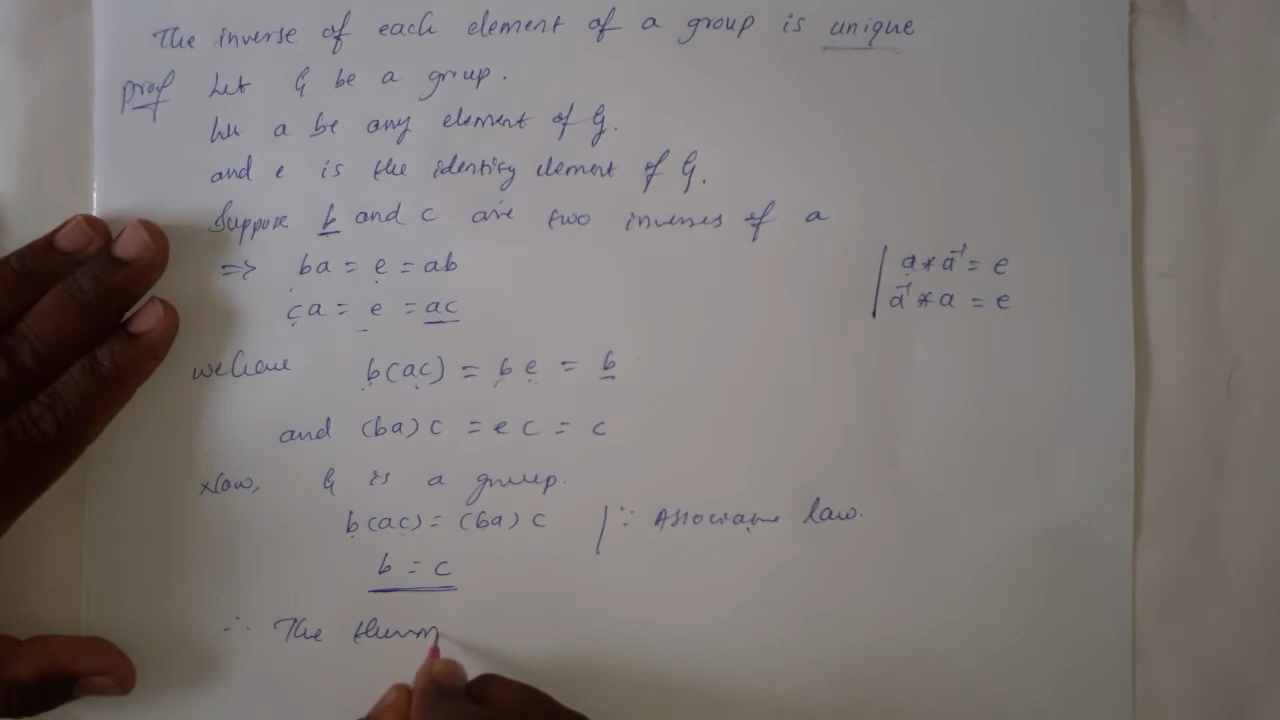 The inverse of each element of a group is unique
proof Let G be a group.
Let a be any element of G.
and e is the identity element of G.
Suppose b and c are two inverses of a
=> ba = e = ab
ca = e = ac
a * a⁻¹ = e
a⁻¹ * a = e
we have b(ac) = be = b
and (ba)c = ec = c
Now, G is a group.
b(ac) = (ba)c | ∵ Associative law.
b = c
∴ The